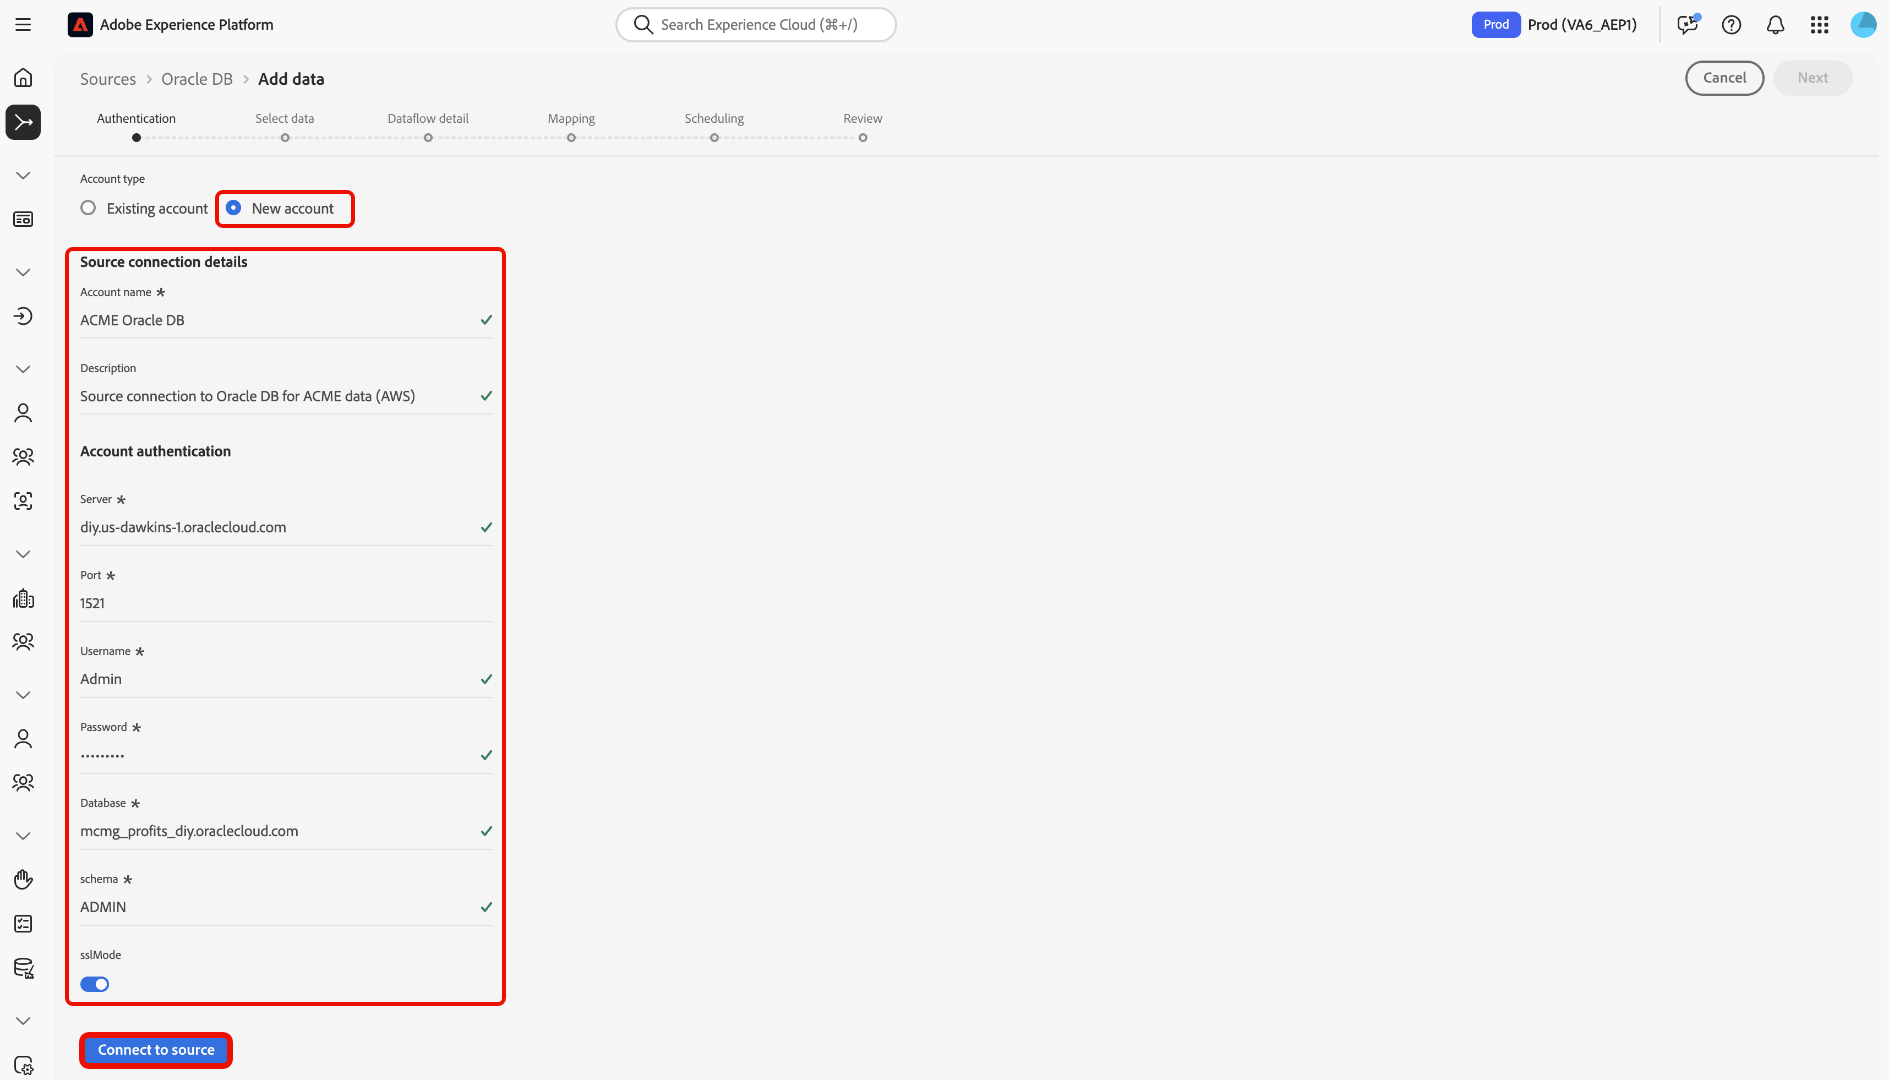 Adobe Experience Platform
Search Experience Cloud (⌘+/)
Prod
Prod (VA6_AEP1)
Sources > Oracle DB > Add data
Cancel
Next
Authentication
Select data
Dataflow detail
Mapping
Scheduling
Review
Account type
Existing account
New account
Source connection details
Account name *
ACME Oracle DB
Description
Source connection to Oracle DB for ACME data (AWS)
Account authentication
Server *
diy.us-dawkins-1.oraclecloud.com
Port *
1521
Username *
Admin
Password *
•••••••••
Database *
mcmg_profits_diy.oraclecloud.com
schema *
ADMIN
sslMode
Connect to source